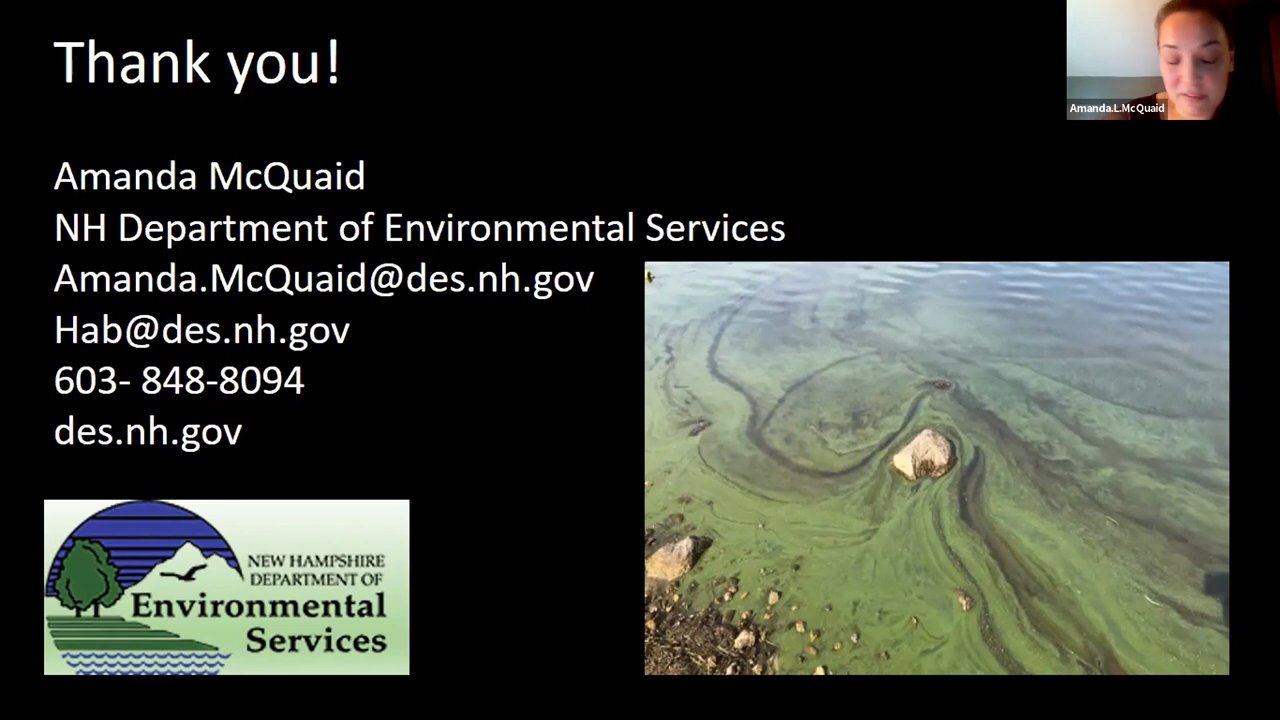 Thank you!
Amanda.L.McQuaid
Amanda McQuaid
NH Department of Environmental Services
Amanda.McQuaid@des.nh.gov
Hab@des.nh.gov
603- 848-8094
des.nh.gov
NEW HAMPSHIRE
DEPARTMENT OF
Environmental
Services